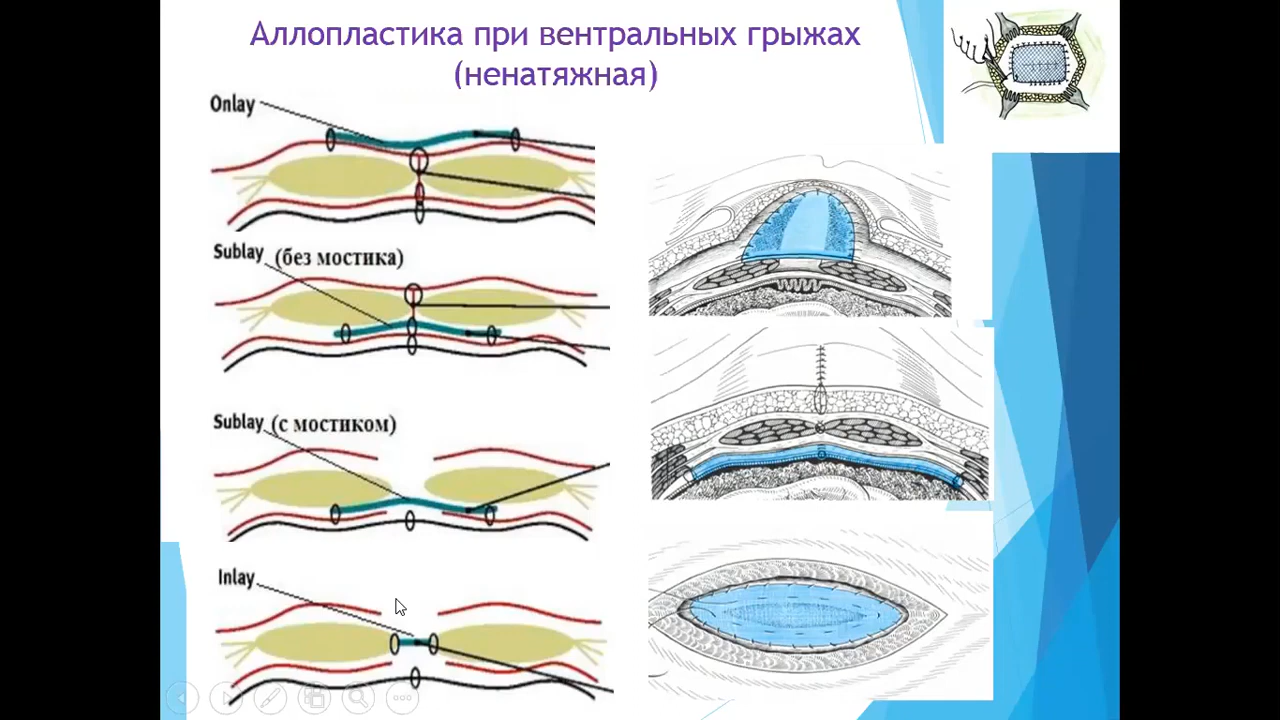 Аллопластика при вентральных грыжах
(ненатяжная)
Onlay
Sublay (без мостика)
Sublay (с мостиком)
Inlay